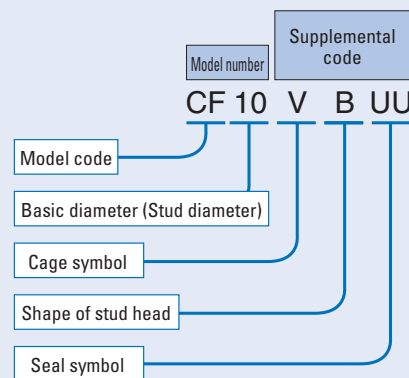 Supplemental
code
Model number
CF 10 V B UU
Model code
Basic diameter (Stud diameter)
Cage symbol
Shape of stud head
Seal symbol